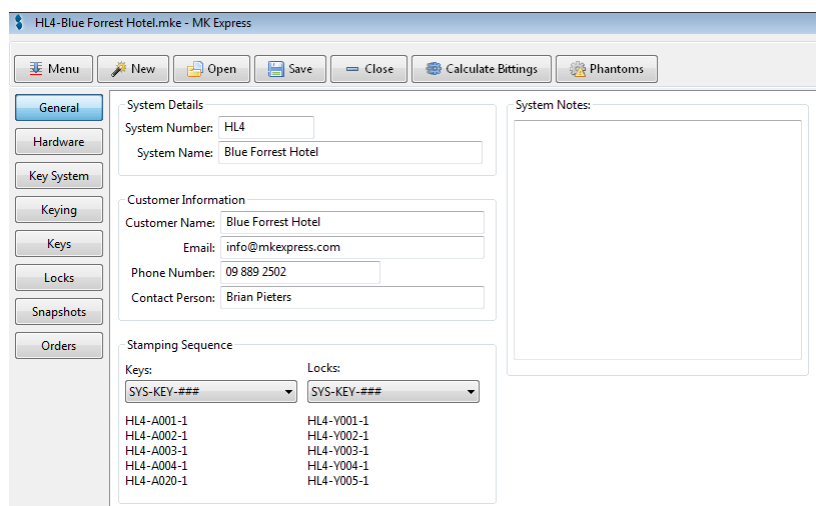 HL4-Blue Forrest Hotel.mke - MK Express
Menu New Open Save Close Calculate Bittings Phantoms
General
Hardware
Key System
Keying
Keys
Locks
Snapshots
Orders
System Details
System Number: HL4
System Name: Blue Forrest Hotel
Customer Information
Customer Name: Blue Forrest Hotel
Email: info@mkexpress.com
Phone Number: 09 889 2502
Contact Person: Brian Pieters
Stamping Sequence
Keys: Locks:
SYS-KEY-### SYS-KEY-###
HL4-A001-1 HL4-Y001-1
HL4-A002-1 HL4-Y002-1
HL4-A003-1 HL4-Y003-1
HL4-A004-1 HL4-Y004-1
HL4-A020-1 HL4-Y005-1
System Notes: